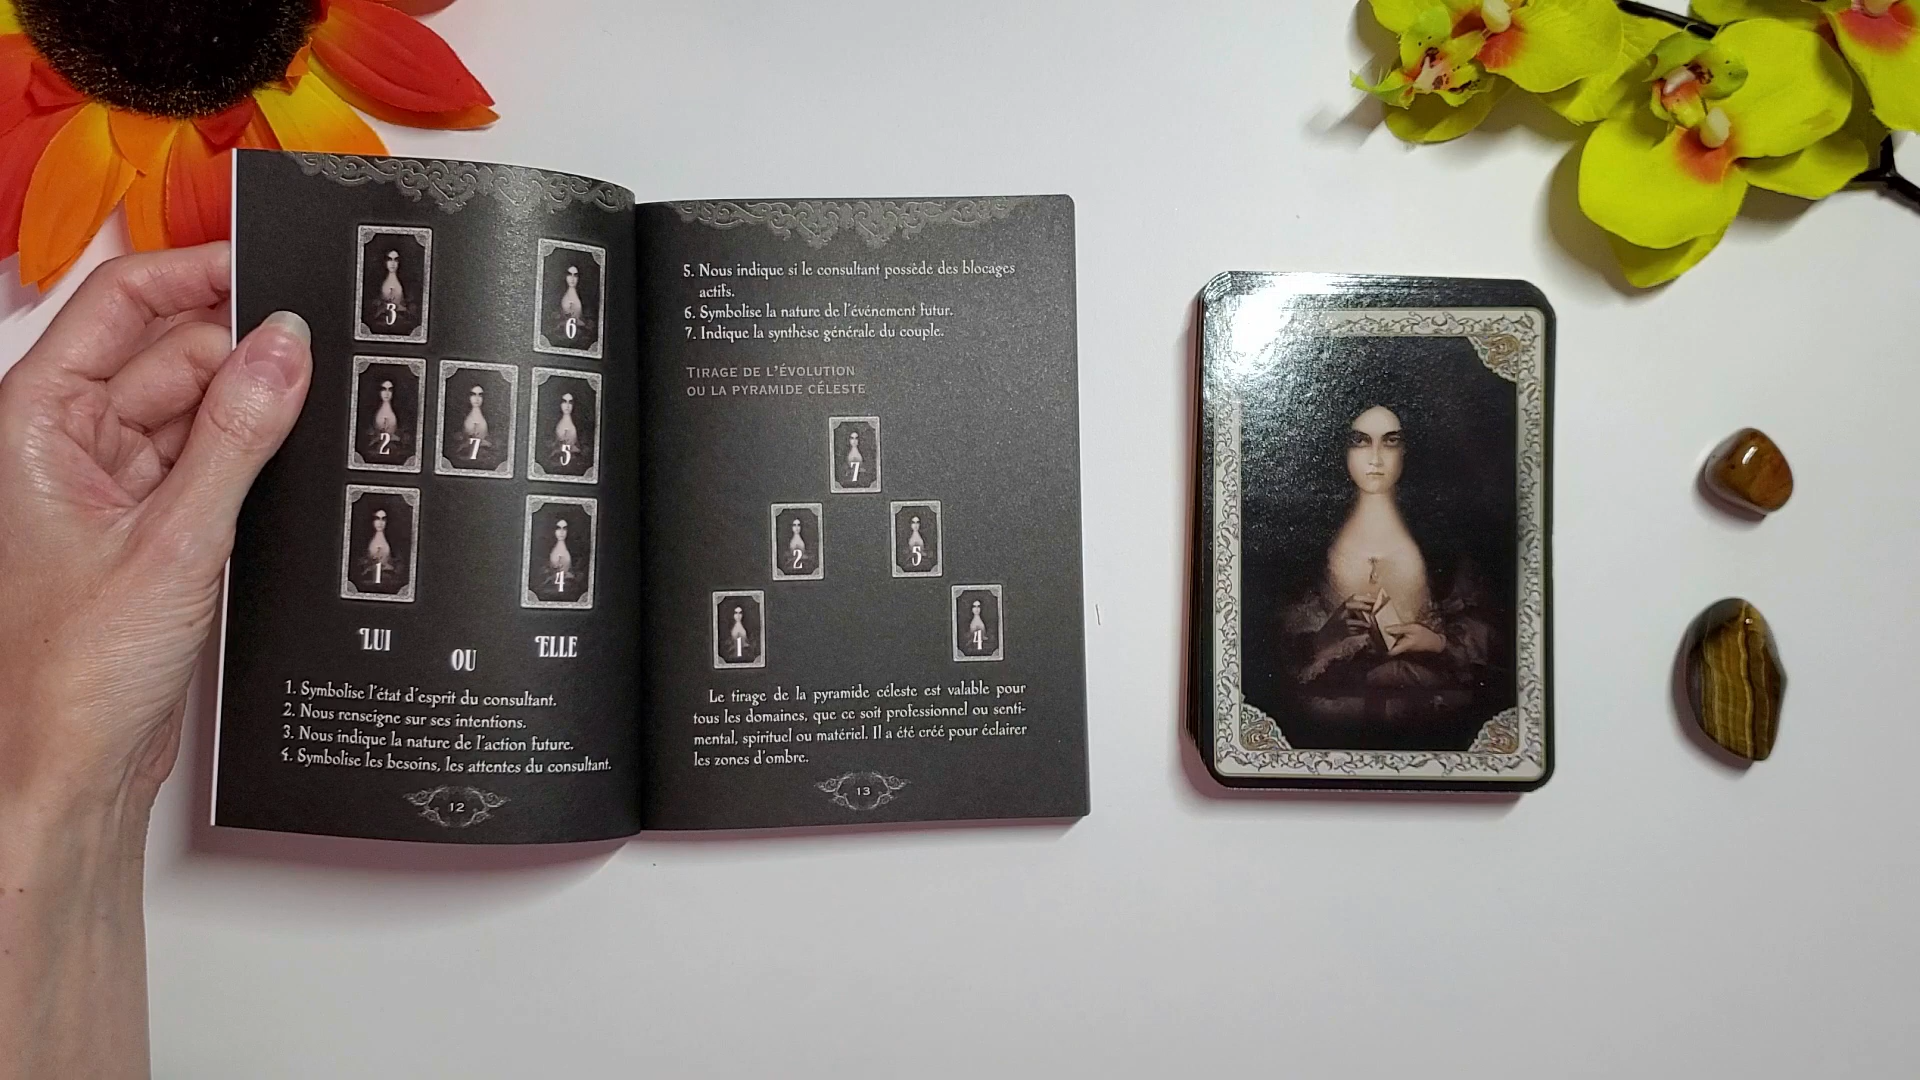 3
6
2
7
5
1
4
LUI
OU
ELLE
1. Symbolise l'état d'esprit du consultant.
2. Nous renseigne sur ses intentions.
3. Nous indique la nature de l'action future.
4. Symbolise les besoins, les attentes du consultant.
12
5. Nous indique si le consultant possède des blocages
actifs.
6. Symbolise la nature de l'événement futur.
7. Indique la synthèse générale du couple.
TIRAGE DE L'ÉVOLUTION
OU LA PYRAMIDE CÉLESTE
7
2
5
1
4
Le tirage de la pyramide céleste est valable pour
tous les domaines, que ce soit professionnel ou senti-
mental, spirituel ou matériel. Il a été créé pour éclairer
les zones d'ombre.
13